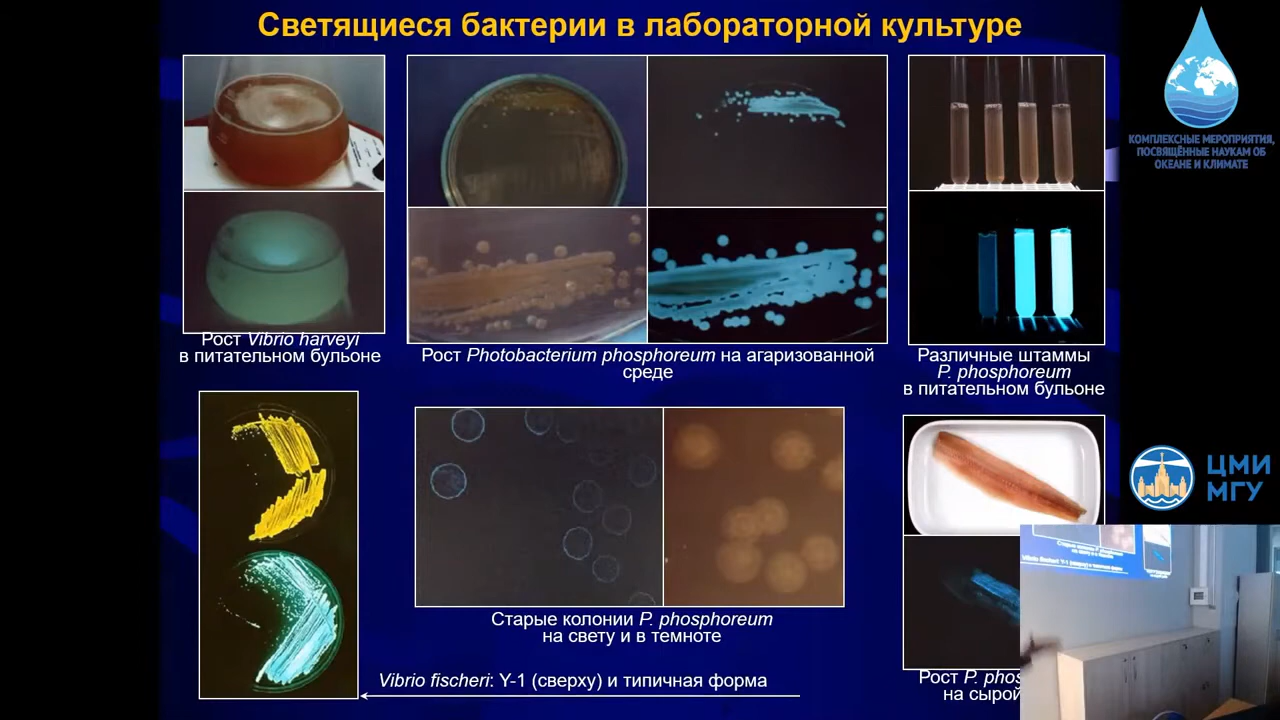 Светящиеся бактерии в лабораторной культуре
КОМПЛЕКСНЫЕ МЕРОПРИЯТИЯ,
ПОСВЯЩЁННЫЕ НАУКАМ ОБ
ОКЕАНЕ И КЛИМАТЕ
Рост Vibrio harveyi
в питательном бульоне
Рост Photobacterium phosphoreum на агаризованной
среде
Различные штаммы
P. phosphoreum
в питательном бульоне
ЦМИ
МГУ
Старые колонии P. phosphoreum
на свету и в темноте
Vibrio fischeri: Y-1 (сверху) и типичная форма
Рост P. phos
на сырой